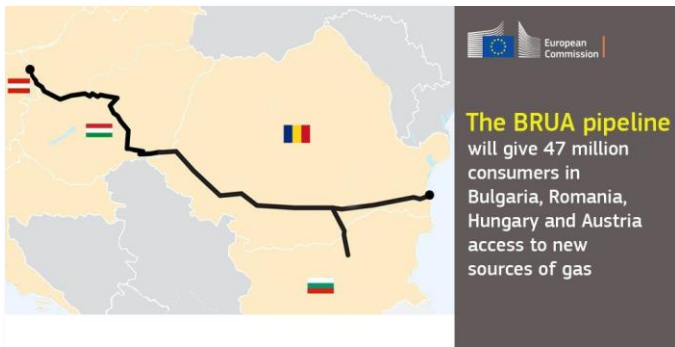 European
Commission
The BRUA pipeline
will give 47 million
consumers in
Bulgaria, Romania,
Hungary and Austria
access to new
sources of gas